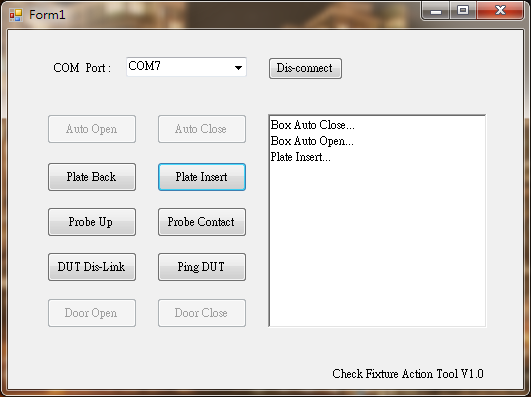 Form1
COM Port :
COM7
Dis-connect
Auto Open
Auto Close
Plate Back
Plate Insert
Probe Up
Probe Contact
DUT Dis-Link
Ping DUT
Door Open
Door Close
Box Auto Close...
Box Auto Open...
Plate Insert...
Check Fixture Action Tool V1.0